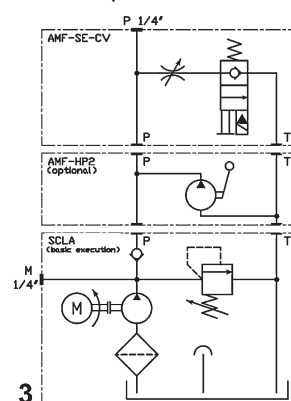 P 1/4"
AMF-SE-CV
P T
AMF-HP2
(optional)
P T
SCLA
(basic execution)
P T
M
1/4"
M
3